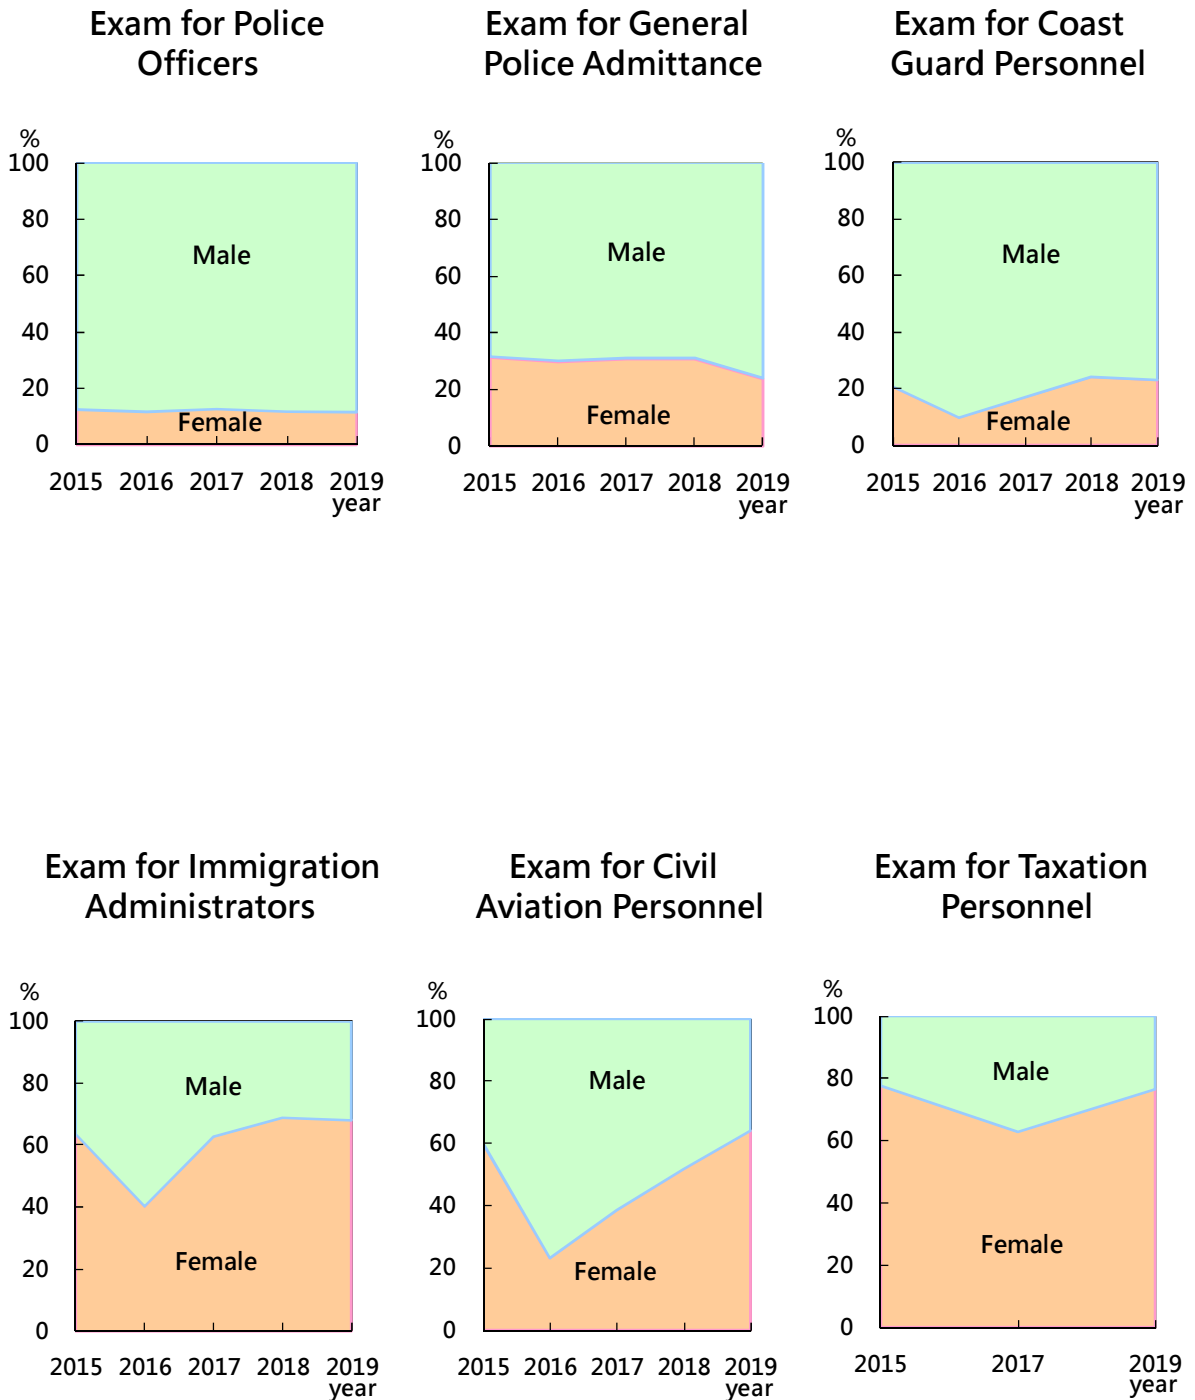 Exam for Police
Officers
%
100
80
60
40
20
0
Male
Female
2015 2016 2017 2018 2019
year
Exam for General
Police Admittance
%
100
80
60
40
20
0
Male
Female
2015 2016 2017 2018 2019
year
Exam for Coast
Guard Personnel
%
100
80
60
40
20
0
Male
Female
2015 2016 2017 2018 2019
year
Exam for Immigration
Administrators
%
100
80
60
40
20
0
Male
Female
2015 2016 2017 2018 2019
year
Exam for Civil
Aviation Personnel
%
100
80
60
40
20
0
Male
Female
2015 2016 2017 2018 2019
year
Exam for Taxation
Personnel
%
100
80
60
40
20
0
Male
Female
2015 2017 2019
year